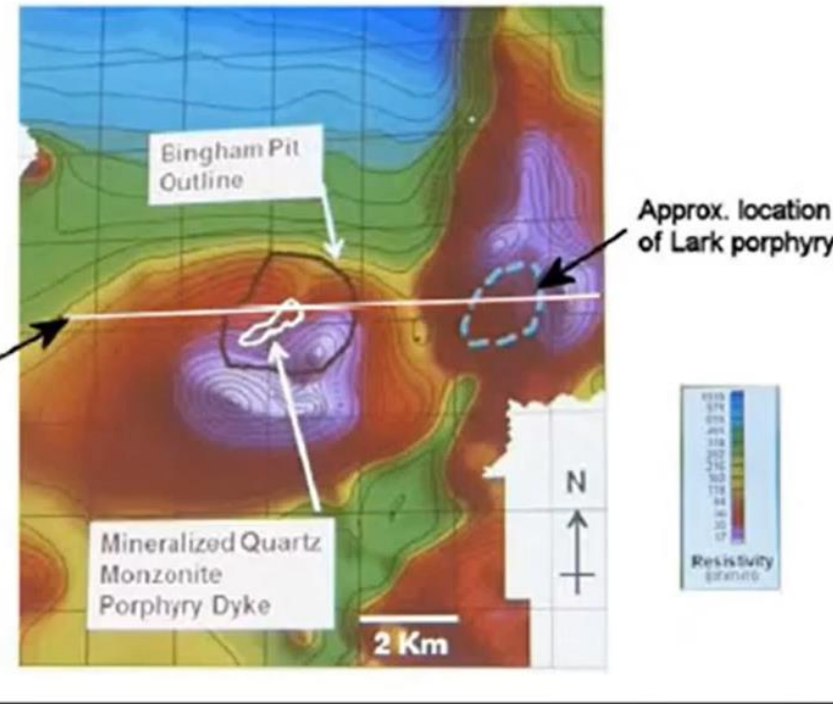 Bingham Pit
Outline
Approx. location
of Lark porphyry
N
Mineralized Quartz
Monzonite
Porphyry Dyke
2 Km
Resistivity